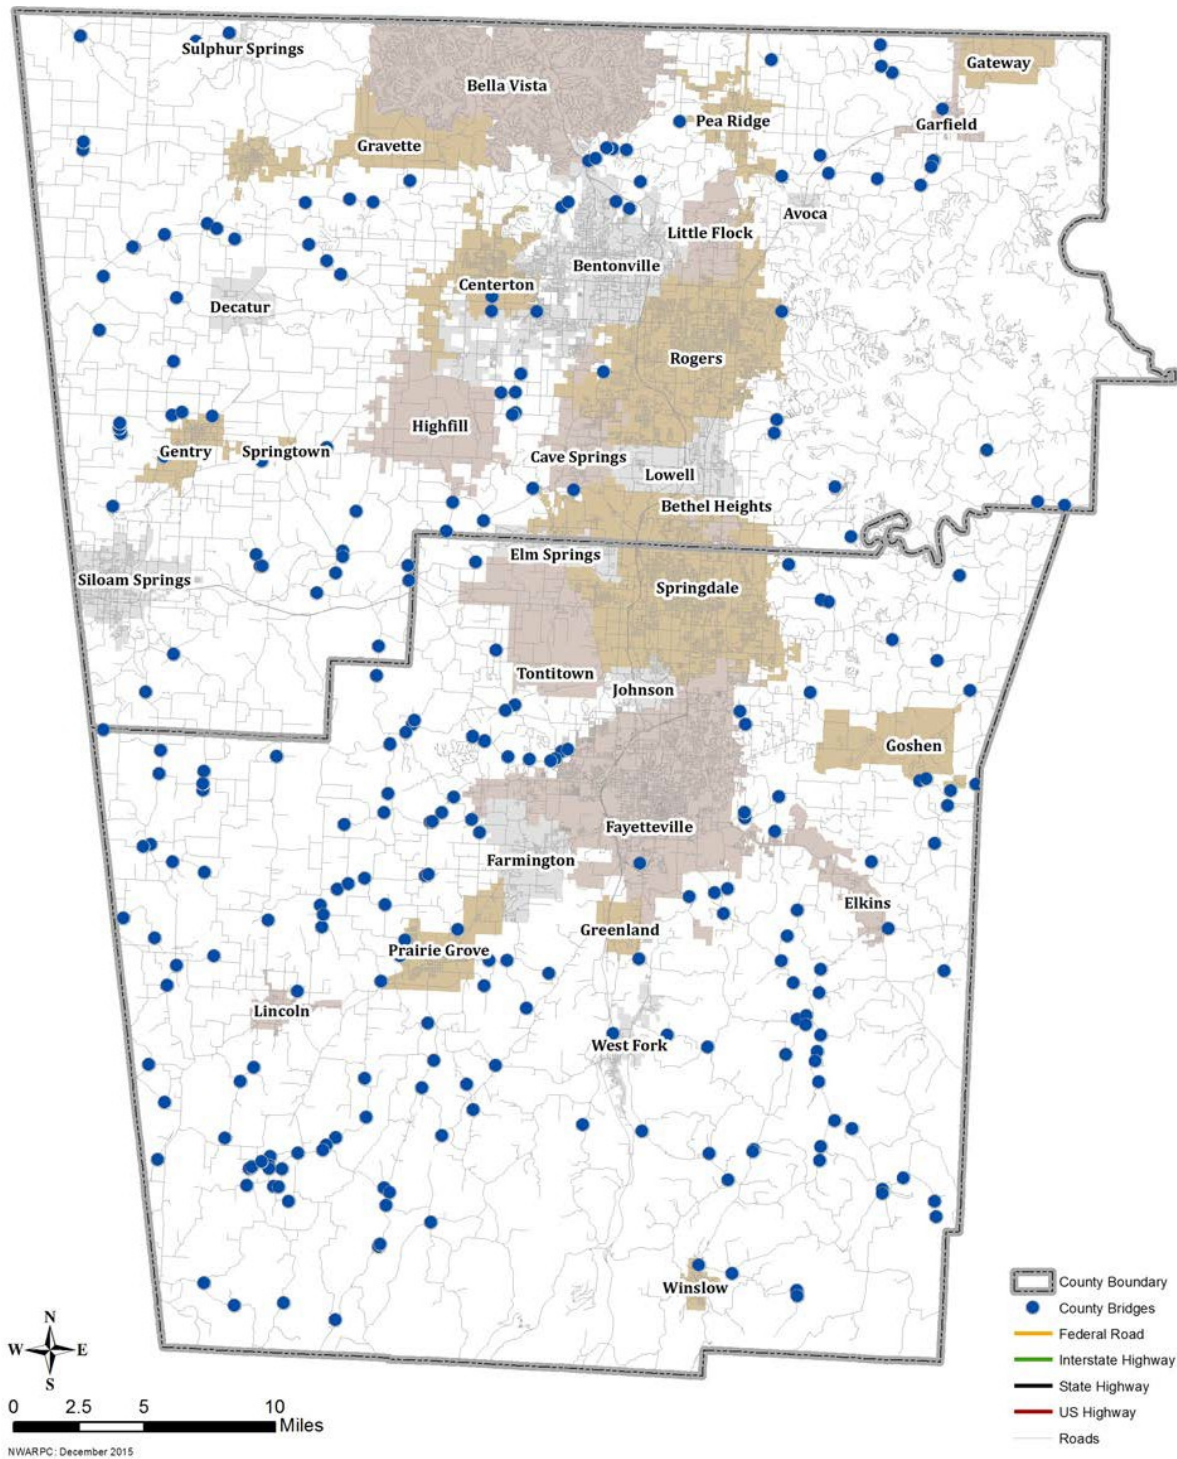 Sulphur Springs
Gateway
Bella Vista
Pea Ridge
Garfield
Gravette
Avoca
Little Flock
Bentonville
Centerton
Decatur
Rogers
Highfill
Gentry
Springtown
Cave Springs
Lowell
Bethel Heights
Elm Springs
Siloam Springs
Springdale
Tontitown
Johnson
Goshen
Fayetteville
Farmington
Elkins
Greenland
Prairie Grove
Lincoln
West Fork
Winslow
County Boundary
County Bridges
Federal Road
Interstate Highway
State Highway
US Highway
Roads
N
W E
S
0 2.5 5 10
Miles
NWARPC: December 2015